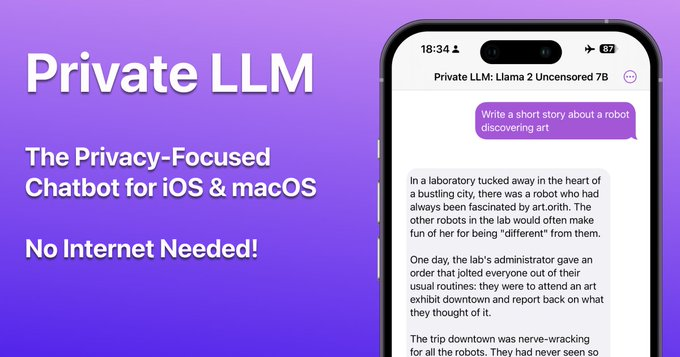 Private LLM
The Privacy-Focused
Chatbot for iOS & macOS
No Internet Needed!
18:34
87
Private LLM: Llama 2 Uncensored 7B
Write a short story about a robot
discovering art
In a laboratory tucked away in the heart of
a bustling city, there was a robot who had
always been fascinated by art.orith. The
other robots in the lab would often make
fun of her for being "different" from them.
One day, the lab's administrator gave an
order that jolted everyone out of their
usual routines: they were to attend an art
exhibit downtown and report back on what
they thought of it.
The trip downtown was nerve-wracking
for all the robots. They had never seen so